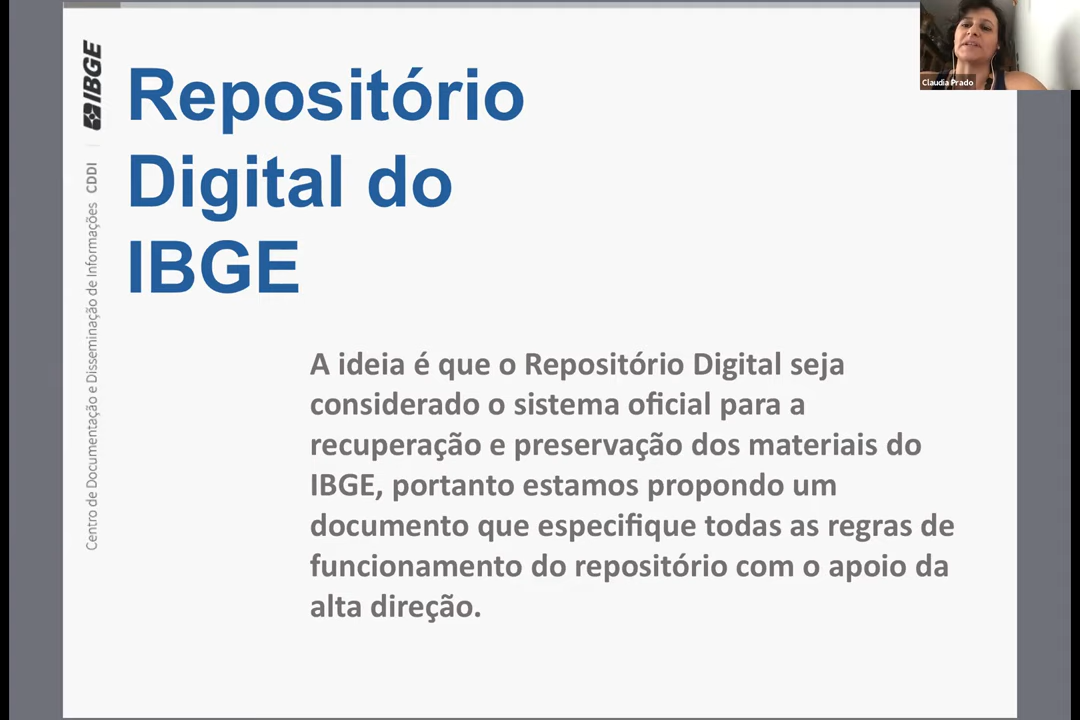 IBGE
Centro de Documentação e Disseminação de Informações CDDI
Repositório
Digital do
IBGE
Claudia Prado
A ideia é que o Repositório Digital seja
considerado o sistema oficial para a
recuperação e preservação dos materiais do
IBGE, portanto estamos propondo um
documento que especifique todas as regras de
funcionamento do repositório com o apoio da
alta direção.